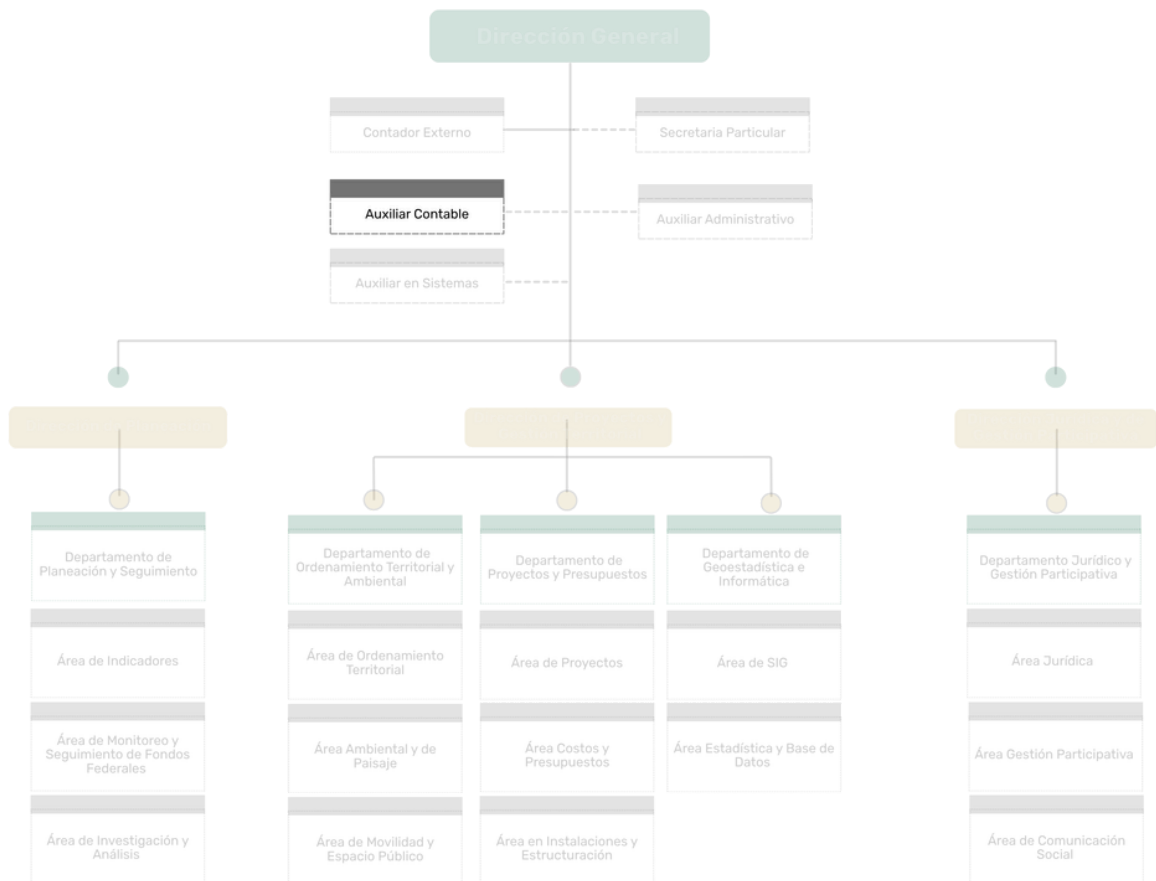 Dirección General
Contador Externo
Secretaria Particular
Auxiliar Contable
Auxiliar Administrativo
Auxiliar en Sistemas
Departamento de
Planeación y Seguimiento
Departamento de
Ordenamiento Territorial y
Ambiental
Departamento de
Proyectos y Presupuestos
Departamento de
Geoestadística e
Informática
Departamento Jurídico y
Gestión Participativa
Área de Indicadores
Área de Ordenamiento
Territorial
Área de Proyectos
Área de SIG
Área Jurídica
Área de Monitoreo y
Seguimiento de Fondos
Federales
Área Ambiental y de
Paisaje
Área Costos y
Presupuestos
Área Estadística y Base de
Datos
Área Gestión Participativa
Área de Investigación y
Análisis
Área de Movilidad y
Espacio Público
Área en Instalaciones y
Estructuración
Área de Comunicación
Social